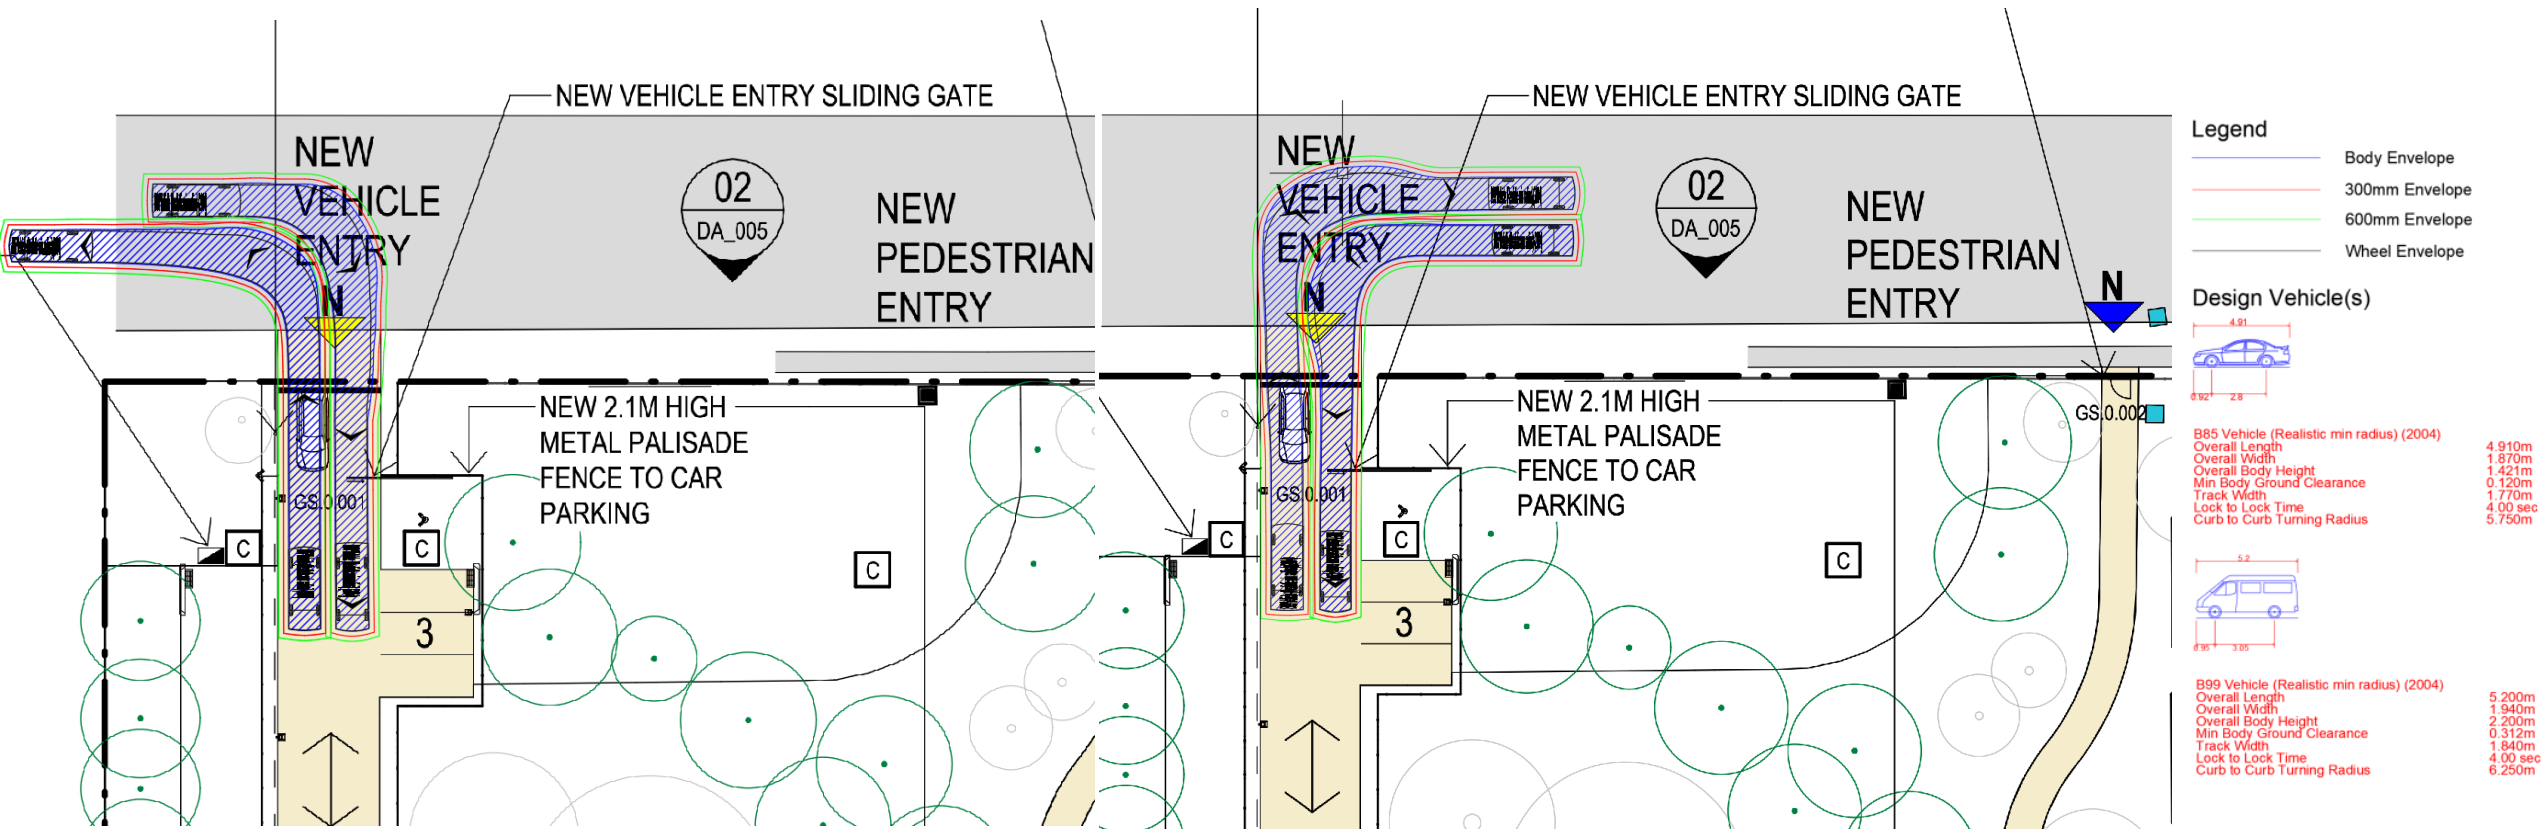 NEW VEHICLE ENTRY SLIDING GATE
NEW
VEHICLE
ENTRY
N
02
DA_005
NEW
PEDESTRIAN
ENTRY
NEW 2.1M HIGH
METAL PALISADE
FENCE TO CAR
PARKING
GS.0.001
C
C
C
3
NEW VEHICLE ENTRY SLIDING GATE
NEW
VEHICLE
ENTRY
N
02
DA_005
NEW
PEDESTRIAN
ENTRY
N
GS.0.002
NEW 2.1M HIGH
METAL PALISADE
FENCE TO CAR
PARKING
GS.0.001
C
C
C
3
Legend
Body Envelope
300mm Envelope
600mm Envelope
Wheel Envelope
Design Vehicle(s)
4.91
0.92 2.8
B85 Vehicle (Realistic min radius) (2004)
Overall Length 4.910m
Overall Width 1.870m
Overall Body Height 1.421m
Min Body Ground Clearance 0.120m
Track Width 1.770m
Lock to Lock Time 4.00 sec
Curb to Curb Turning Radius 5.750m
5.2
0.95 3.05
B99 Vehicle (Realistic min radius) (2004)
Overall Length 5.200m
Overall Width 1.940m
Overall Body Height 2.200m
Min Body Ground Clearance 0.312m
Track Width 1.840m
Lock to Lock Time 4.00 sec
Curb to Curb Turning Radius 6.250m